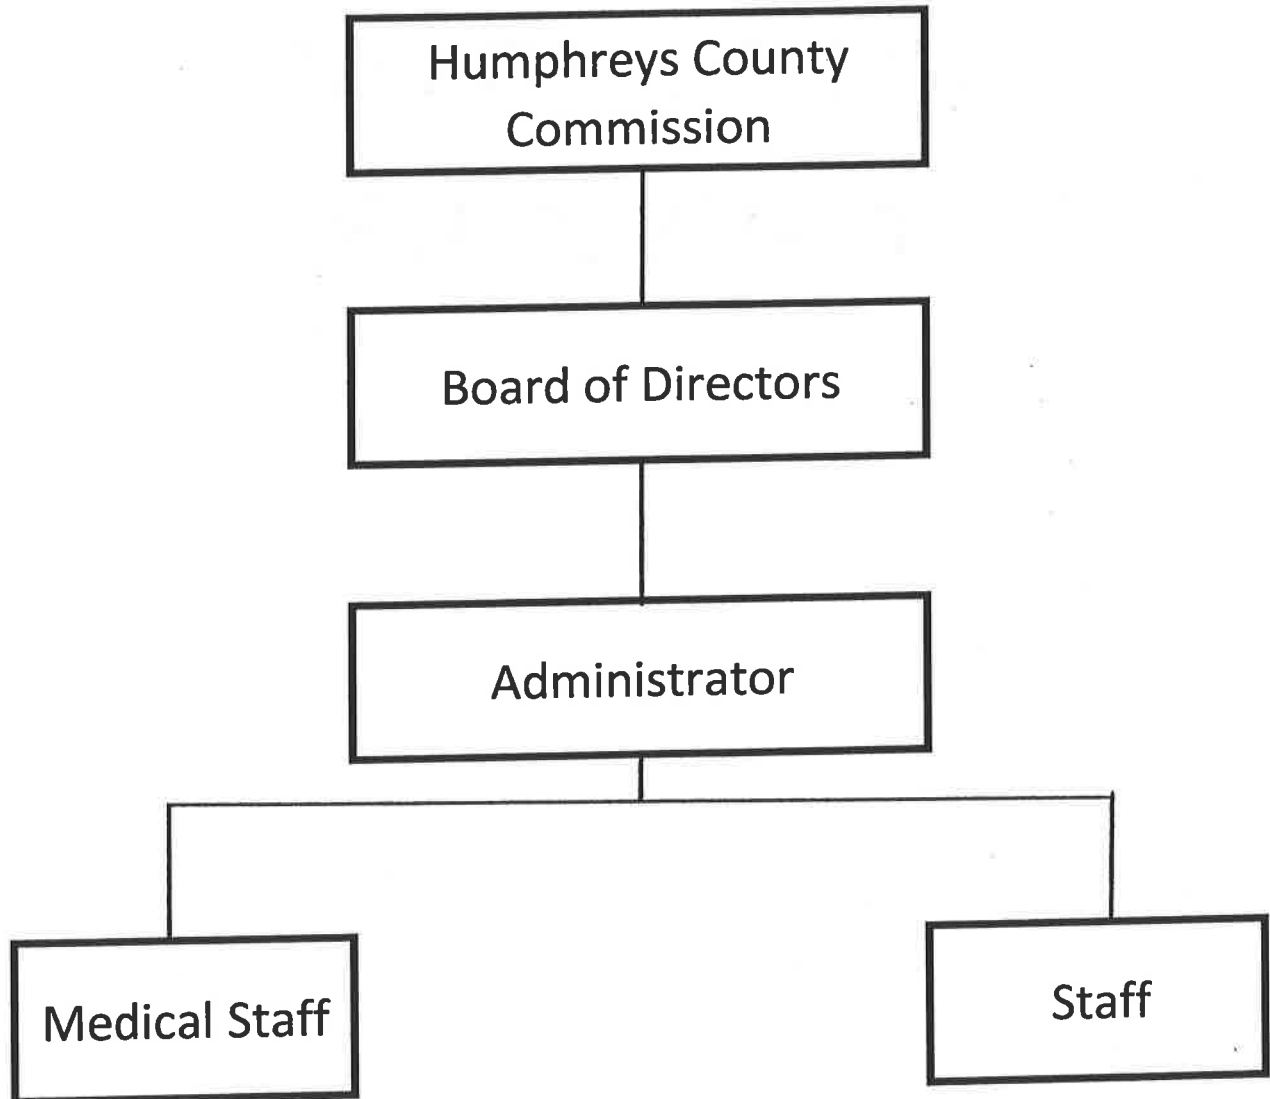 Humphreys County
Commission
Board of Directors
Administrator
Medical Staff
Staff